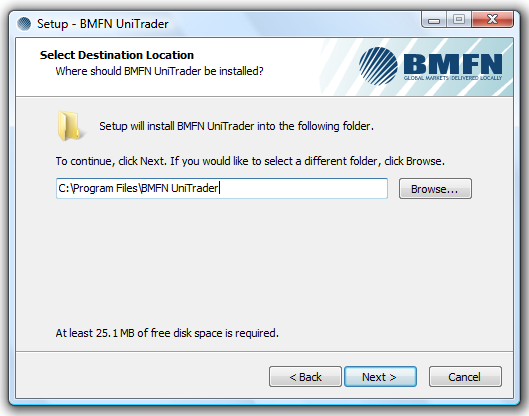 Setup - BMFN UniTrader
Select Destination Location
Where should BMFN UniTrader be installed?
BMFN
GLOBAL MARKETS DELIVERED LOCALLY
Setup will install BMFN UniTrader into the following folder.
To continue, click Next. If you would like to select a different folder, click Browse.
C:\Program Files\BMFN UniTrader
Browse...
At least 25.1 MB of free disk space is required.
< Back
Next >
Cancel